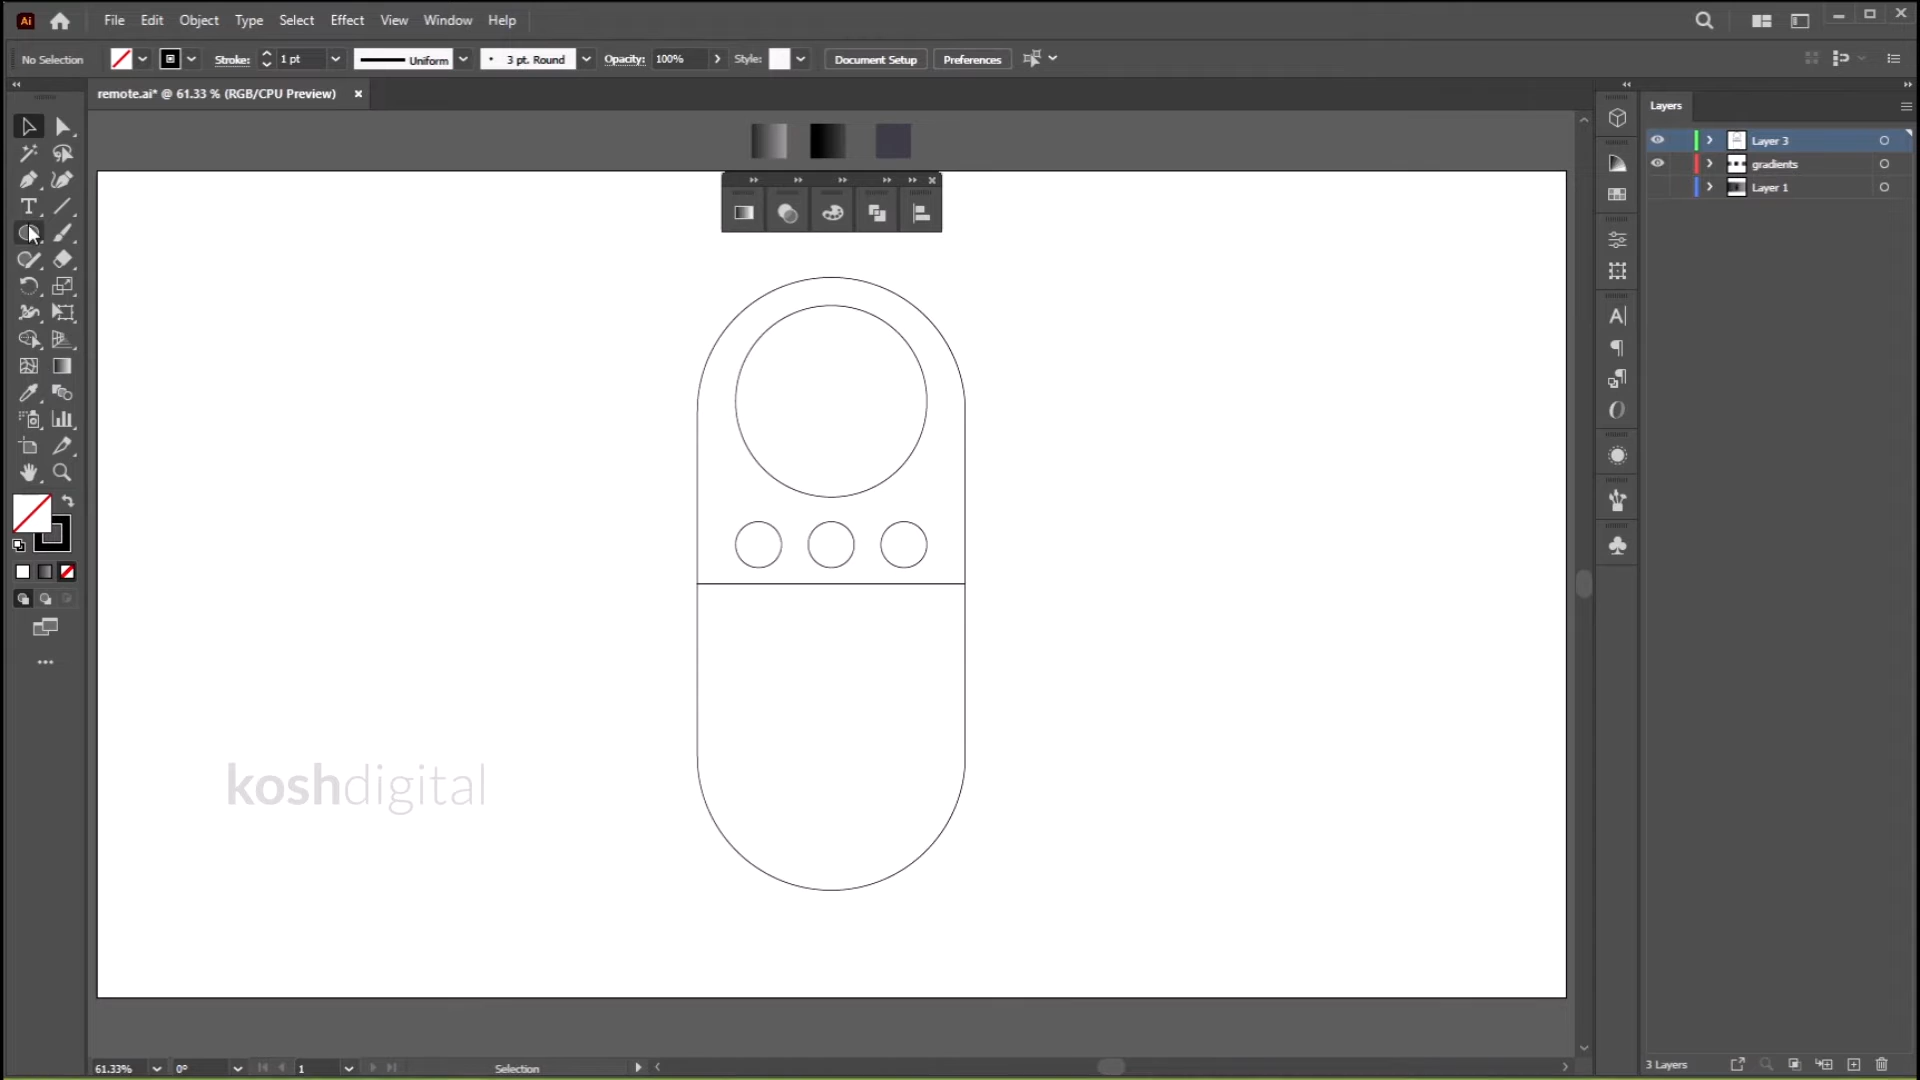 Ai File Edit Object Type Select Effect View Window Help
No Selection Stroke: 1 pt Uniform 3 pt. Round Opacity: 100% Style: Document Setup Preferences
remote.ai* @ 61.33 % (RGB/CPU Preview)
Layers
Layer 3
gradients
Layer 1
koshdigital
61.33% 0° 1 Selection
3 Layers